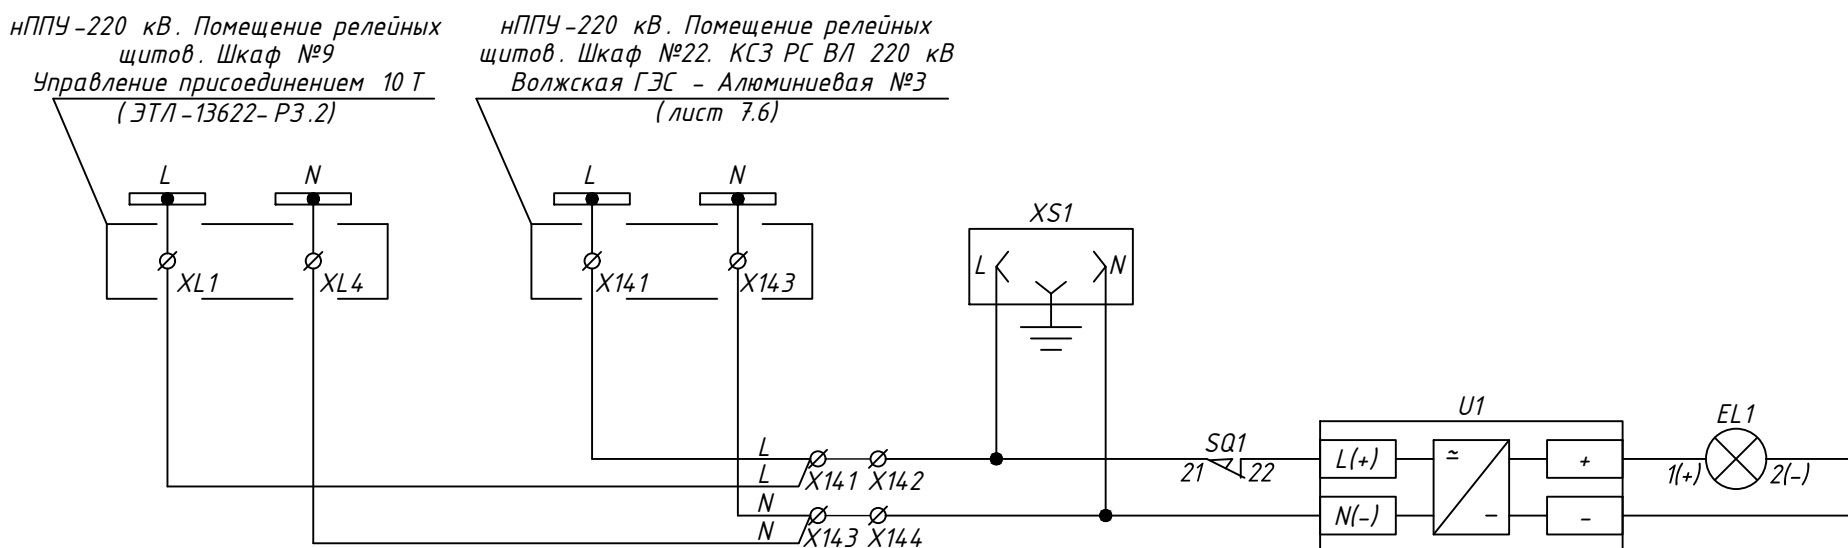 нППУ-220 кВ. Помещение релейных
щитов. Шкаф №9
Управление присоединением 10 Т
(ЭТЛ-13622-РЗ.2)
нППУ-220 кВ. Помещение релейных
щитов. Шкаф №22. КСЗ РС ВЛ 220 кВ
Волжская ГЭС - Алюминиевая №3
(лист 7.6)
L
N
L
N
XS1
L
N
XL1
XL4
X141
X143
U1
EL1
L
SQ1
L(+)
≃
+
L
X141
X142
21
22
1(+)
2(-)
N
N(-)
-
-
N
X143
X144